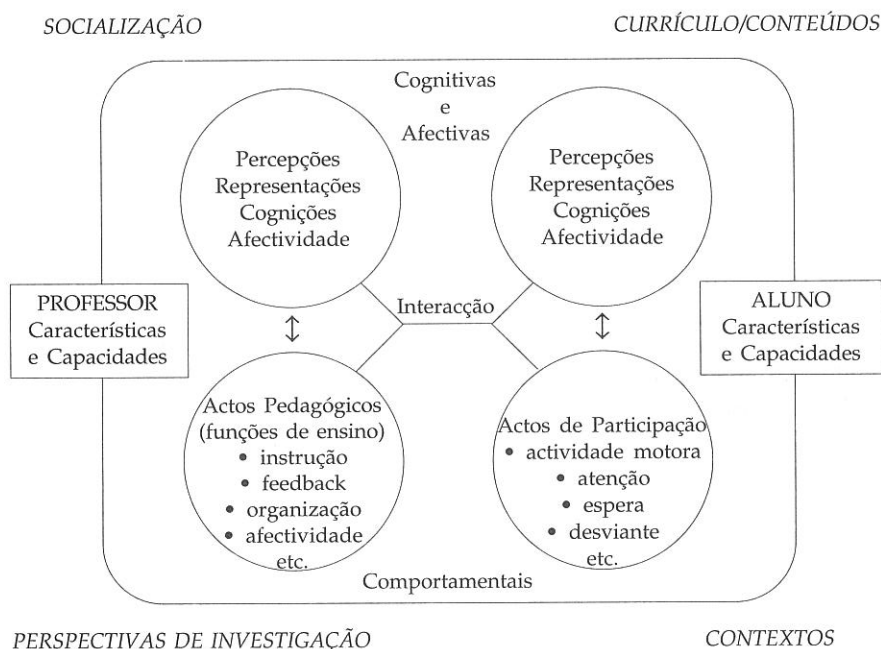 SOCIALIZAÇÃO
CURRÍCULO/CONTEÚDOS
Cognitivas
e
Afectivas
Percepções
Representações
Cognições
Afectividade
Percepções
Representações
Cognições
Afectividade
PROFESSOR
Características
e Capacidades
Interacção
ALUNO
Características
e Capacidades
Actos Pedagógicos
(funções de ensino)
• instrução
• feedback
• organização
• afectividade
etc.
Actos de Participação
• actividade motora
• atenção
• espera
• desviante
etc.
Comportamentais
PERSPECTIVAS DE INVESTIGAÇÃO
CONTEXTOS